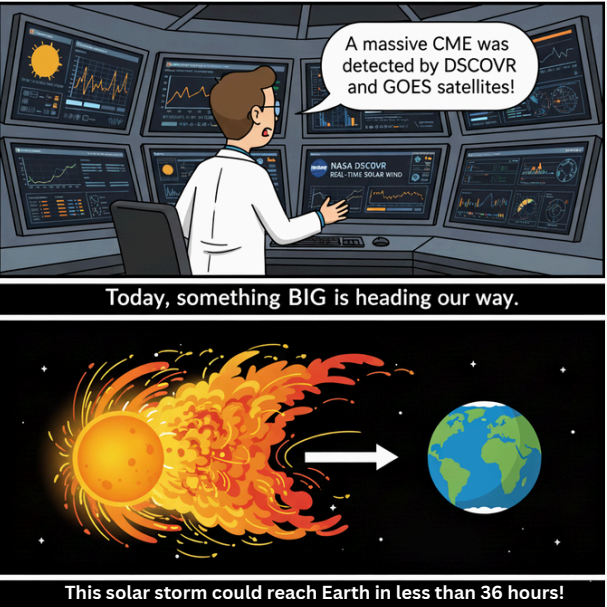 A massive CME was
detected by DSCOVR
and GOES satellites!
NASA DSCOVR
REAL-TIME SOLAR WIND
Today, something BIG is heading our way.
This solar storm could reach Earth in less than 36 hours!